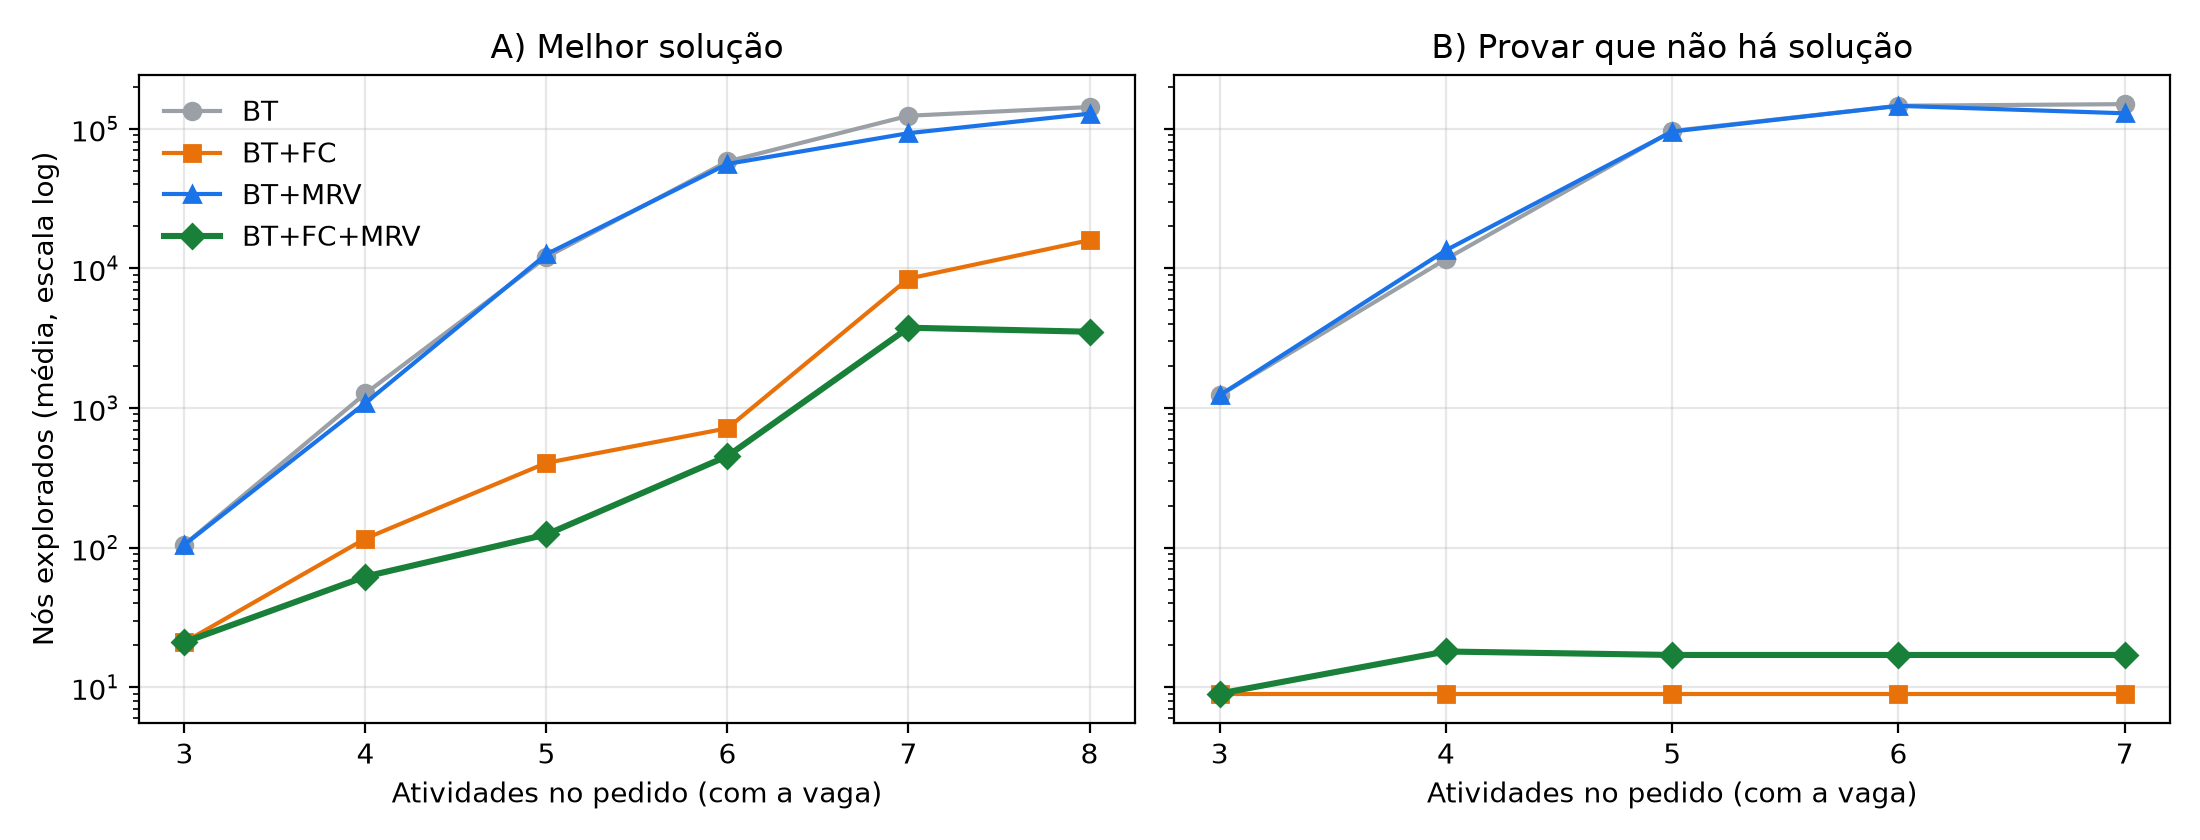 A) Melhor solução
BT
BT+FC
BT+MRV
BT+FC+MRV
Nós explorados (média, escala log)
10⁵
10⁴
10³
10²
10¹
3 4 5 6 7 8
Atividades no pedido (com a vaga)
B) Provar que não há solução
3 4 5 6 7
Atividades no pedido (com a vaga)